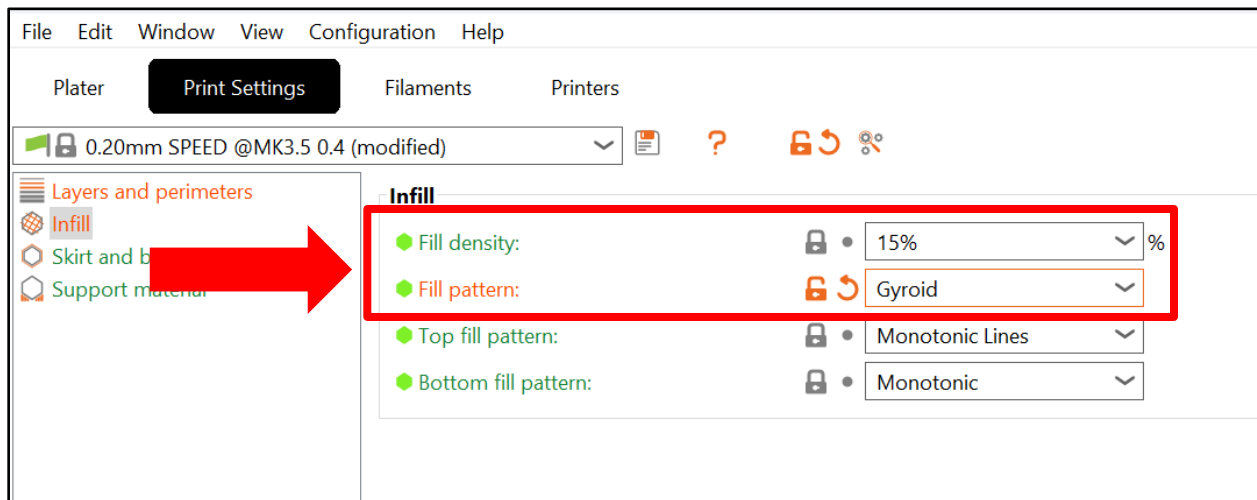 File Edit Window View Configuration Help
Plater Print Settings Filaments Printers
0.20mm SPEED @MK3.5 0.4 (modified) ?
Layers and perimeters
Infill
Skirt and b
Support material
Infill
Fill density: 15% %
Fill pattern: Gyroid
Top fill pattern: Monotonic Lines
Bottom fill pattern: Monotonic